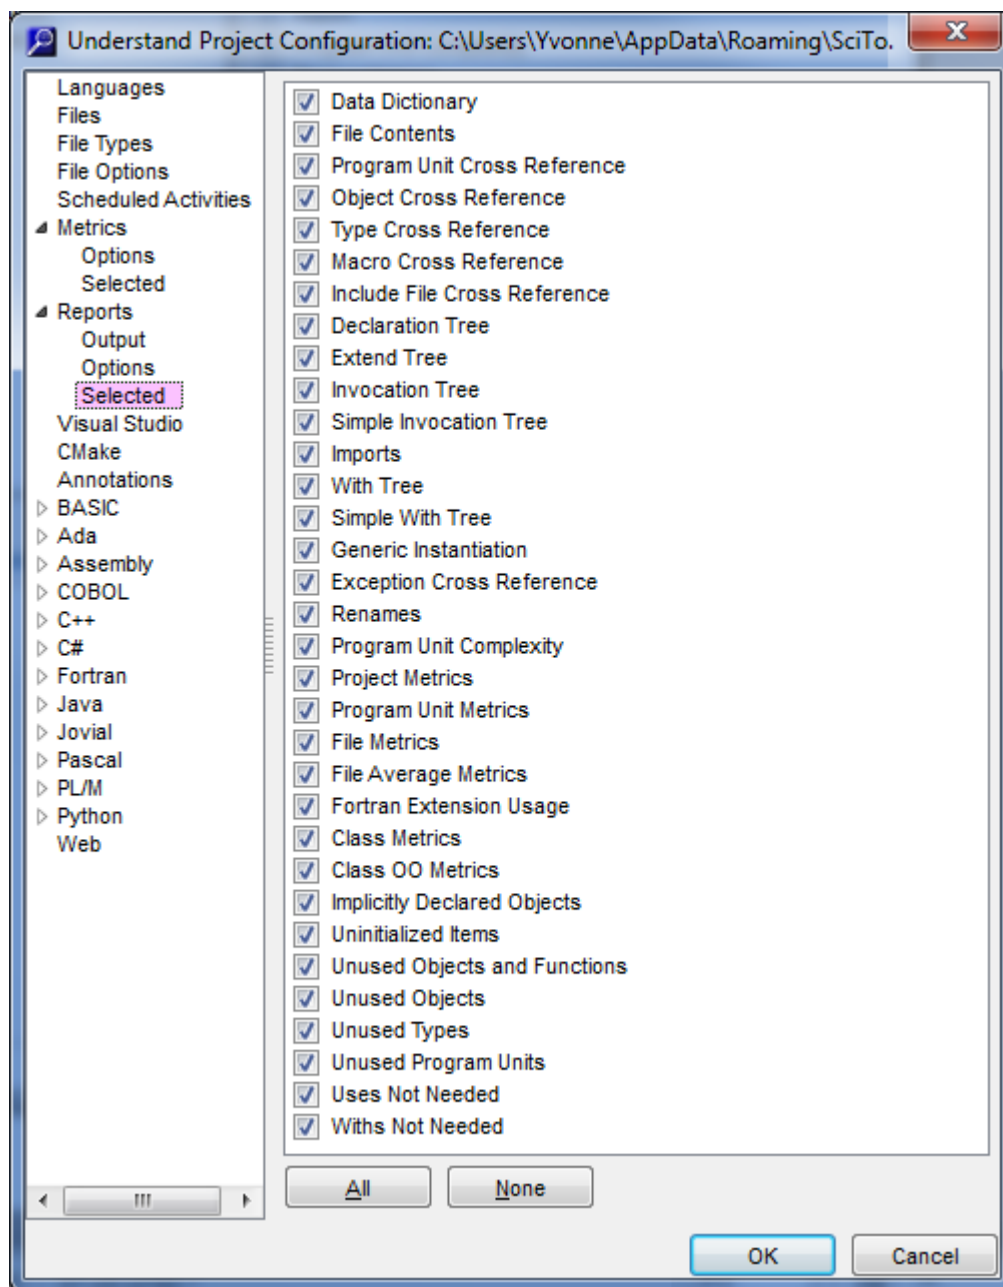 Understand Project Configuration: C:\Users\Yvonne\AppData\Roaming\SciTo.
Languages
Files
File Types
File Options
Scheduled Activities
Metrics
Options
Selected
Reports
Output
Options
Selected
Visual Studio
CMake
Annotations
BASIC
Ada
Assembly
COBOL
C++
C#
Fortran
Java
Jovial
Pascal
PL/M
Python
Web
Data Dictionary
File Contents
Program Unit Cross Reference
Object Cross Reference
Type Cross Reference
Macro Cross Reference
Include File Cross Reference
Declaration Tree
Extend Tree
Invocation Tree
Simple Invocation Tree
Imports
With Tree
Simple With Tree
Generic Instantiation
Exception Cross Reference
Renames
Program Unit Complexity
Project Metrics
Program Unit Metrics
File Metrics
File Average Metrics
Fortran Extension Usage
Class Metrics
Class OO Metrics
Implicitly Declared Objects
Uninitialized Items
Unused Objects and Functions
Unused Objects
Unused Types
Unused Program Units
Uses Not Needed
Withs Not Needed
All
None
OK
Cancel